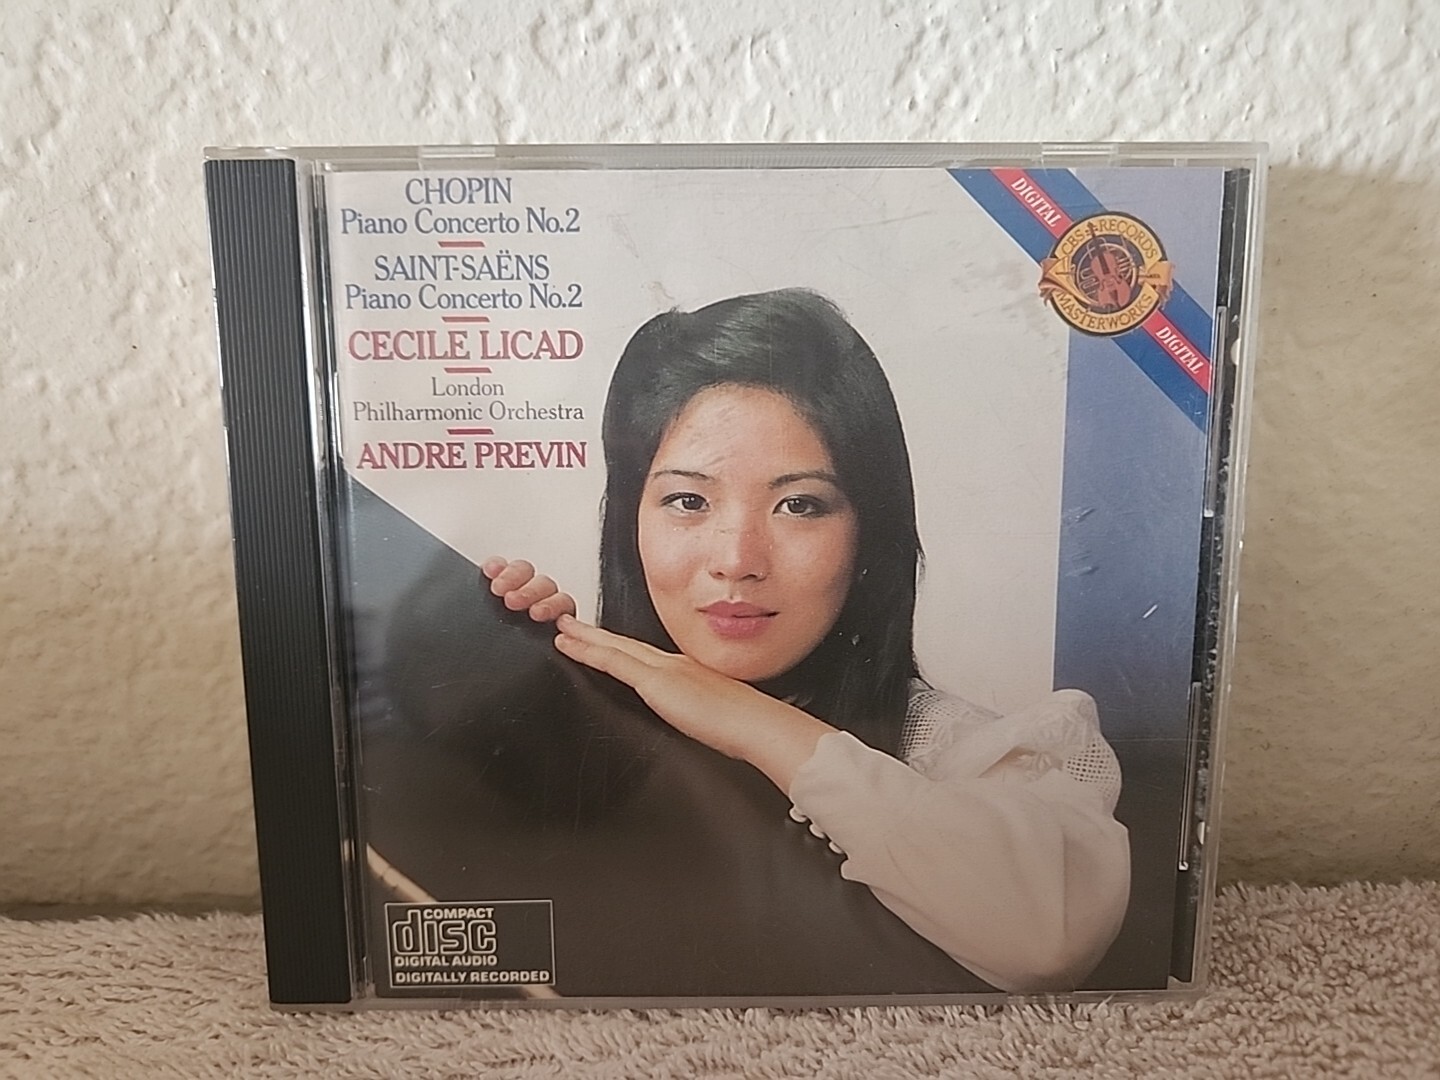 CHOPIN
Piano Concerto No.2
SAINT-SAËNS
Piano Concerto No.2
CECILE LICAD
London
Philharmonic Orchestra
ANDRE PREVIN
DIGITAL
CBS RECORDS
MASTERWORKS
DIGITAL
COMPACT
disc
DIGITAL AUDIO
DIGITALLY RECORDED